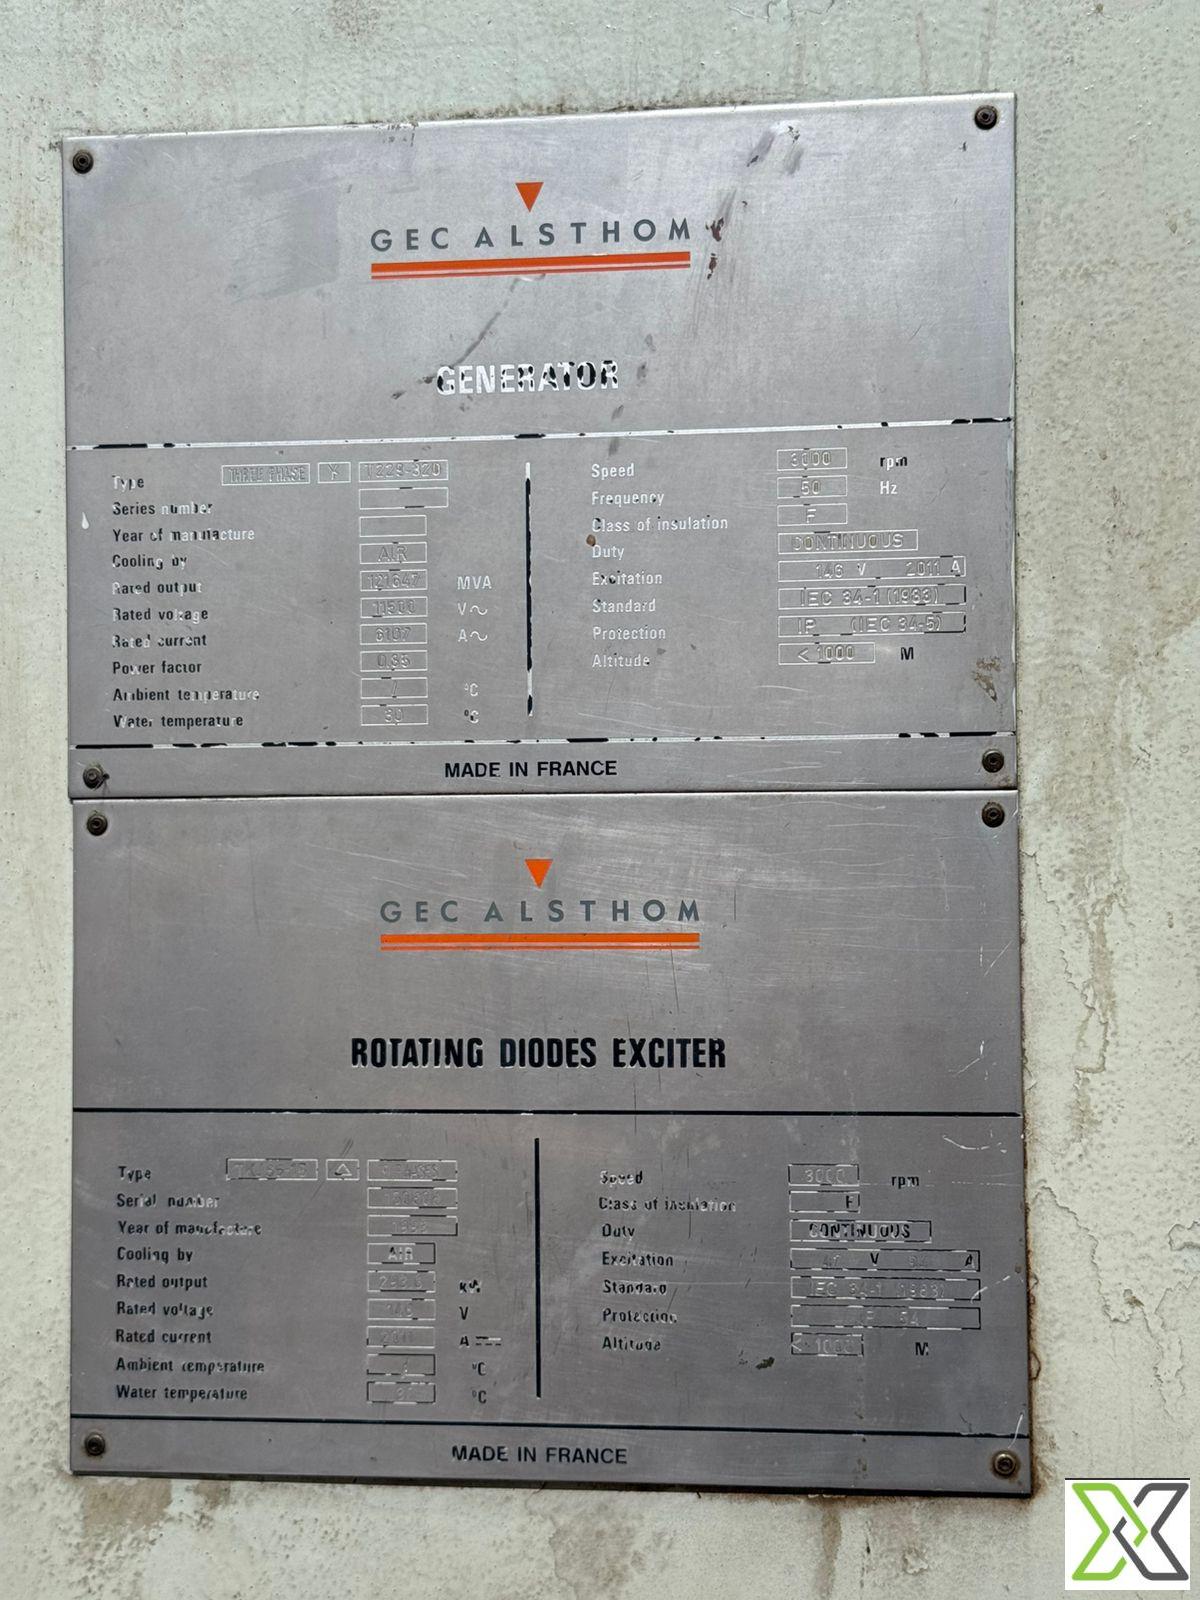 GEC ALSTHOM
GENERATOR
Type THREE PHASE Y T229-320
Series number
Year of manufacture
Cooling by AIR
Rated output 121647 MVA
Rated voltage 11500 V~
Rated current 6107 A~
Power factor 0.85
Ambient temperature / °C
Water temperature 30 °C
Speed 3000 rpm
Frequency 50 Hz
Class of insulation F
Duty CONTINUOUS
Excitation 146 V 2011 A
Standard IEC 34-1 (1983)
Protection IP (IEC 34-5)
Altitude < 1000 M
MADE IN FRANCE
GEC ALSTHOM
ROTATING DIODES EXCITER
Type
Serial number
Year of manufacture
Cooling by AIR
Rated output kW
Rated voltage 146 V
Rated current 2011 A
Ambient temperature °C
Water temperature °C
Speed 3000 rpm
Class of insulation F
Duty CONTINUOUS
Excitation V A
Standard IEC 34-1 (1983)
Protection 54
Altitude < 1000 M
MADE IN FRANCE